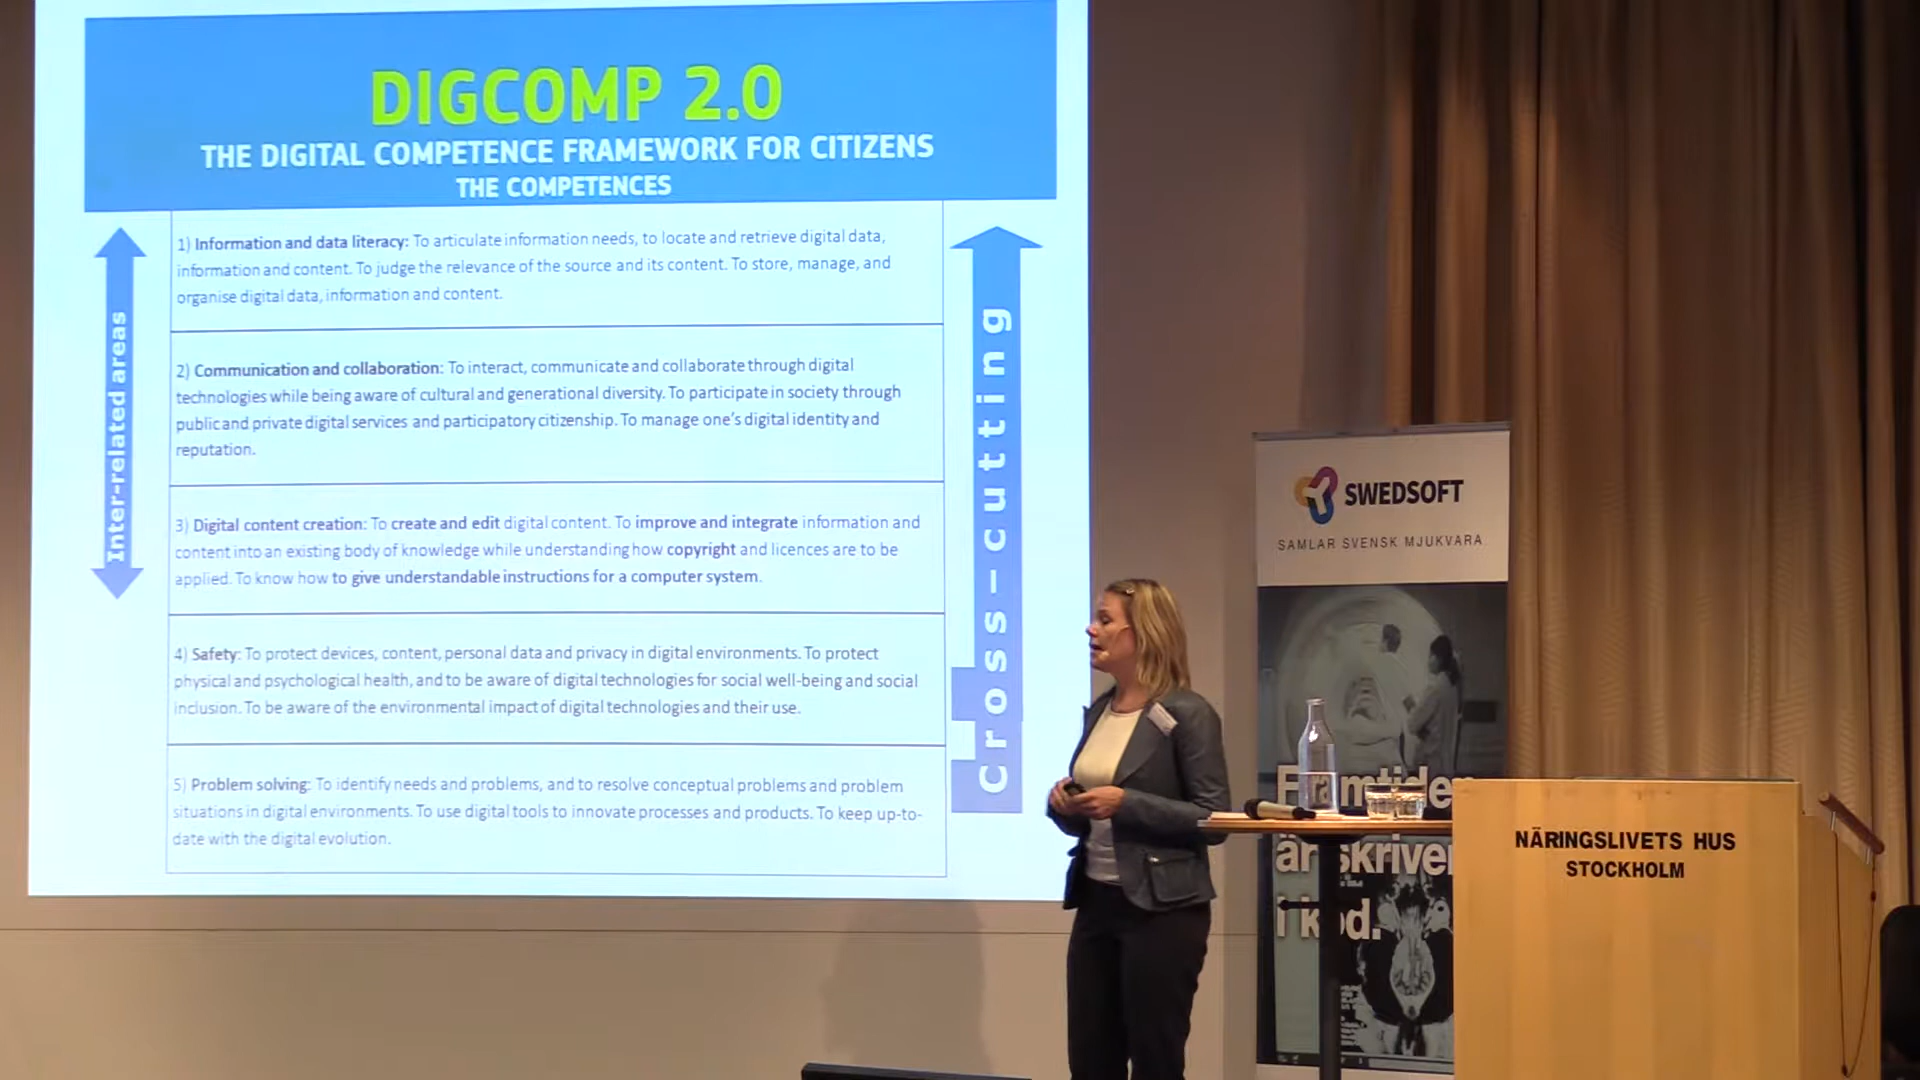 DIGCOMP 2.0
THE DIGITAL COMPETENCE FRAMEWORK FOR CITIZENS
THE COMPETENCES
Inter-related areas
1) Information and data literacy: To articulate information needs, to locate and retrieve digital data,
information and content. To judge the relevance of the source and its content. To store, manage, and
organise digital data, information and content.
2) Communication and collaboration: To interact, communicate and collaborate through digital
technologies while being aware of cultural and generational diversity. To participate in society through
public and private digital services and participatory citizenship. To manage one's digital identity and
reputation.
3) Digital content creation: To create and edit digital content. To improve and integrate information and
content into an existing body of knowledge while understanding how copyright and licences are to be
applied. To know how to give understandable instructions for a computer system.
4) Safety: To protect devices, content, personal data and privacy in digital environments. To protect
physical and psychological health, and to be aware of digital technologies for social well-being and social
inclusion. To be aware of the environmental impact of digital technologies and their use.
5) Problem solving: To identify needs and problems, and to resolve conceptual problems and problem
situations in digital environments. To use digital tools to innovate processes and products. To keep up-to-
date with the digital evolution.
Cross-cutting
SWEDSOFT
SAMLAR SVENSK MJUKVARA
Framtiden
är skriven
i kod.
NÄRINGSLIVETS HUS
STOCKHOLM